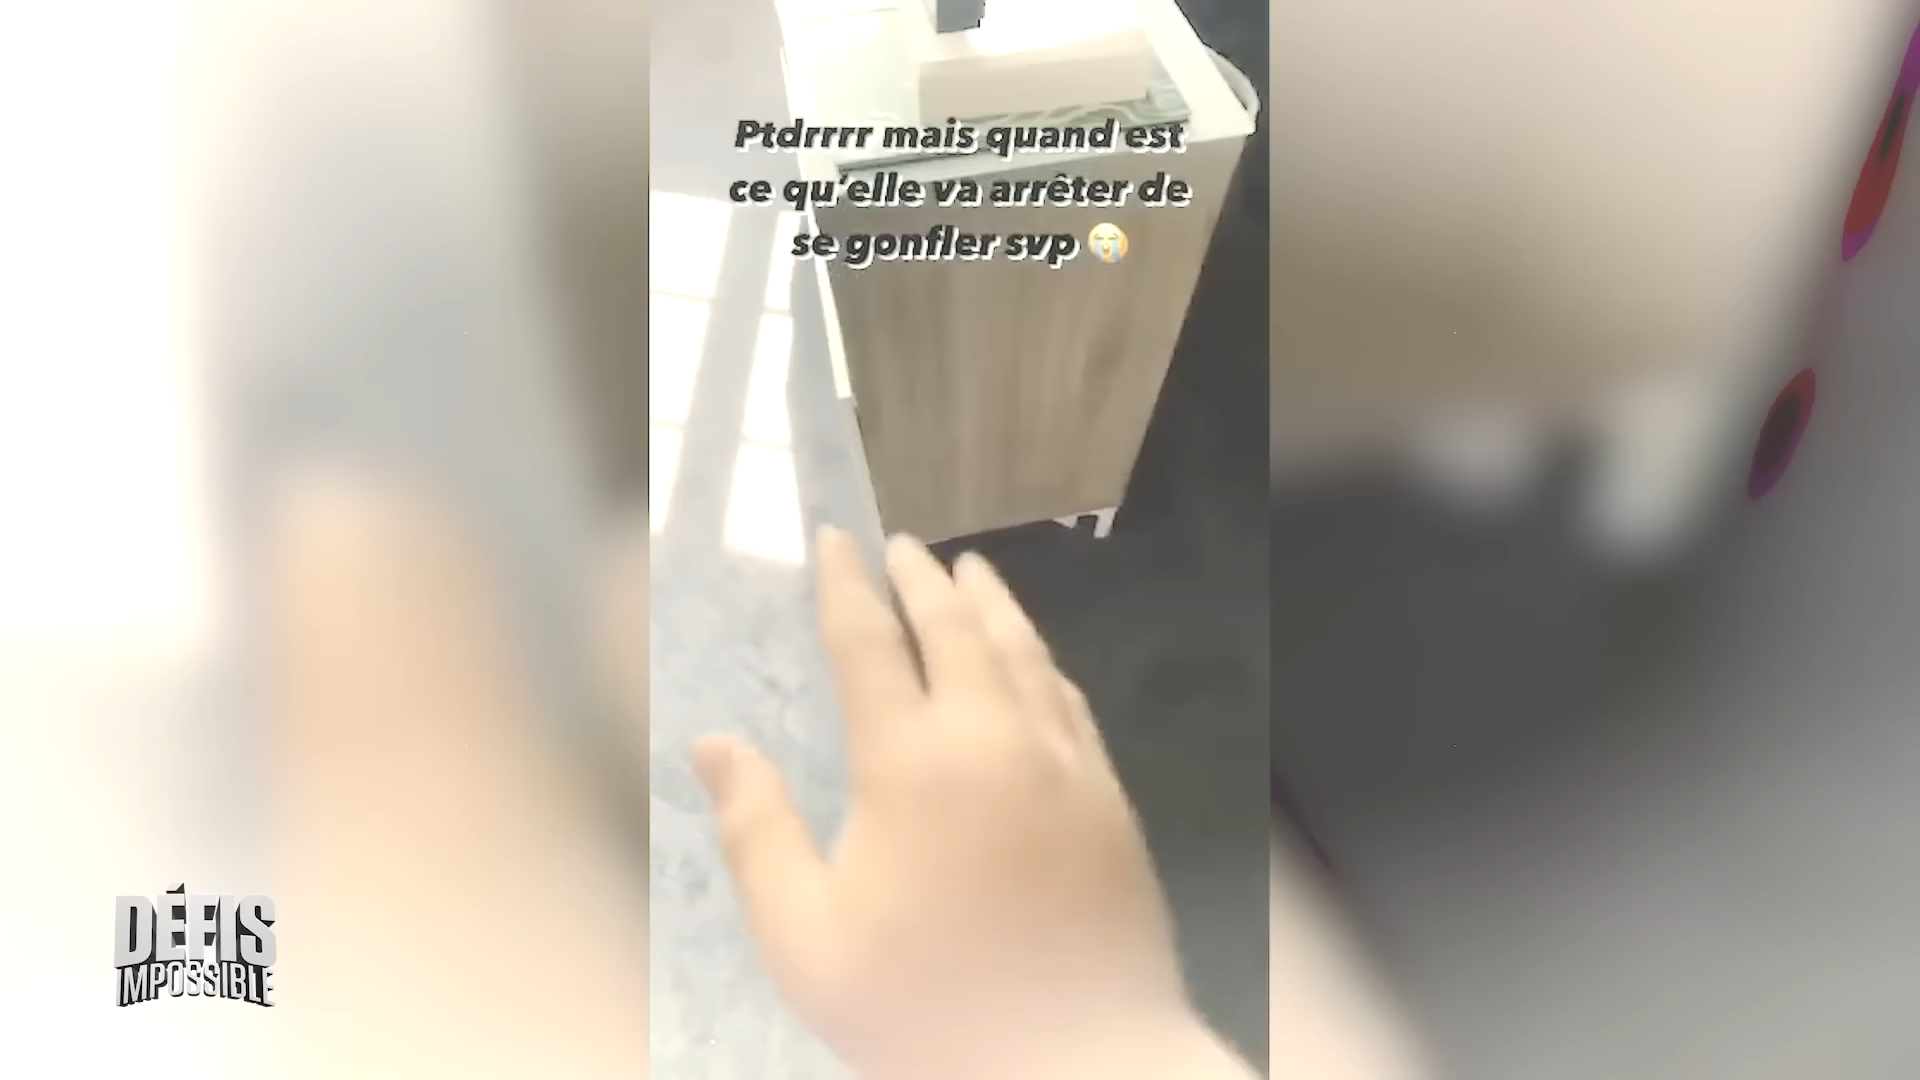 Ptdrrrr mais quand est
ce qu'elle va arrêter de
se gonfler svp 😭
DÉFIS
IMPOSSIBLE